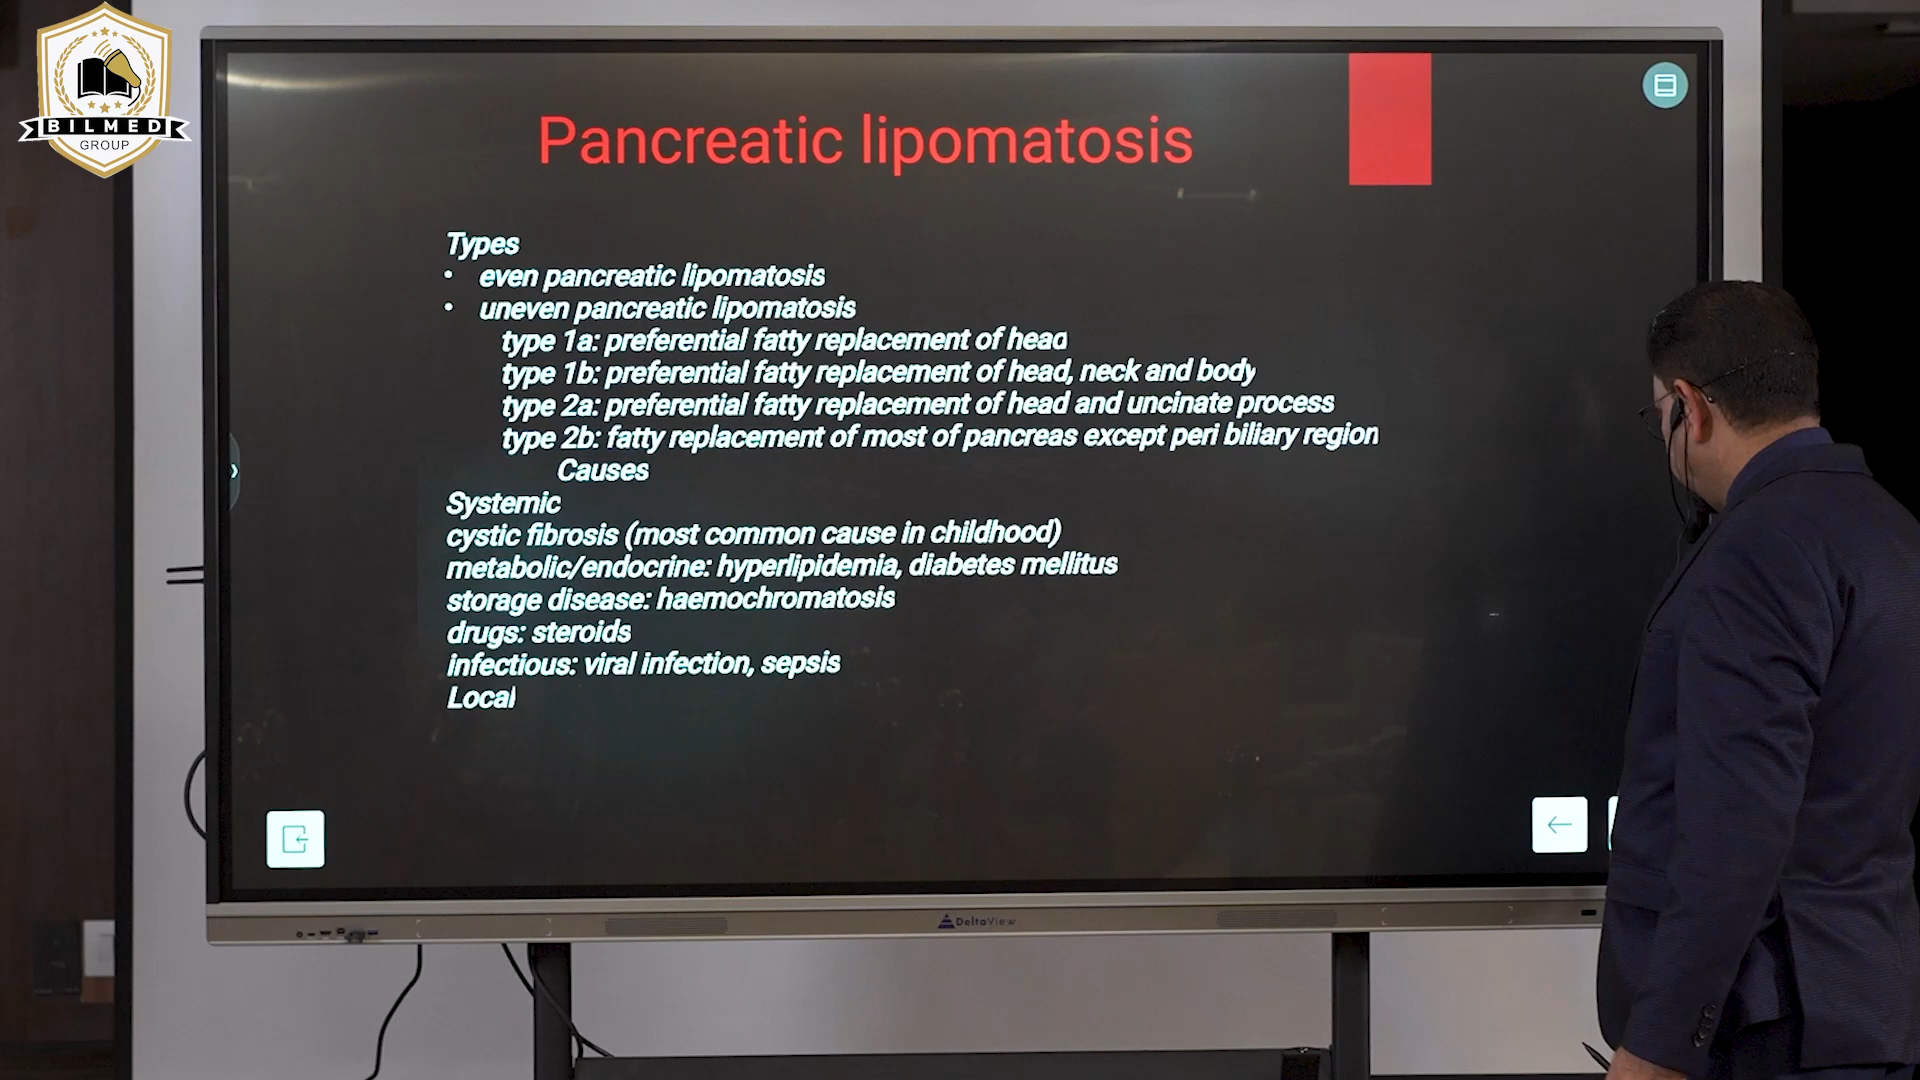 BILMED
GROUP
Pancreatic lipomatosis
Types
• even pancreatic lipomatosis
• uneven pancreatic lipomatosis
type 1a: preferential fatty replacement of head
type 1b: preferential fatty replacement of head, neck and body
type 2a: preferential fatty replacement of head and uncinate process
type 2b: fatty replacement of most of pancreas except peri biliary region
Causes
Systemic
cystic fibrosis (most common cause in childhood)
metabolic/endocrine: hyperlipidemia, diabetes mellitus
storage disease: haemochromatosis
drugs: steroids
infectious: viral infection, sepsis
Local
DeltaView